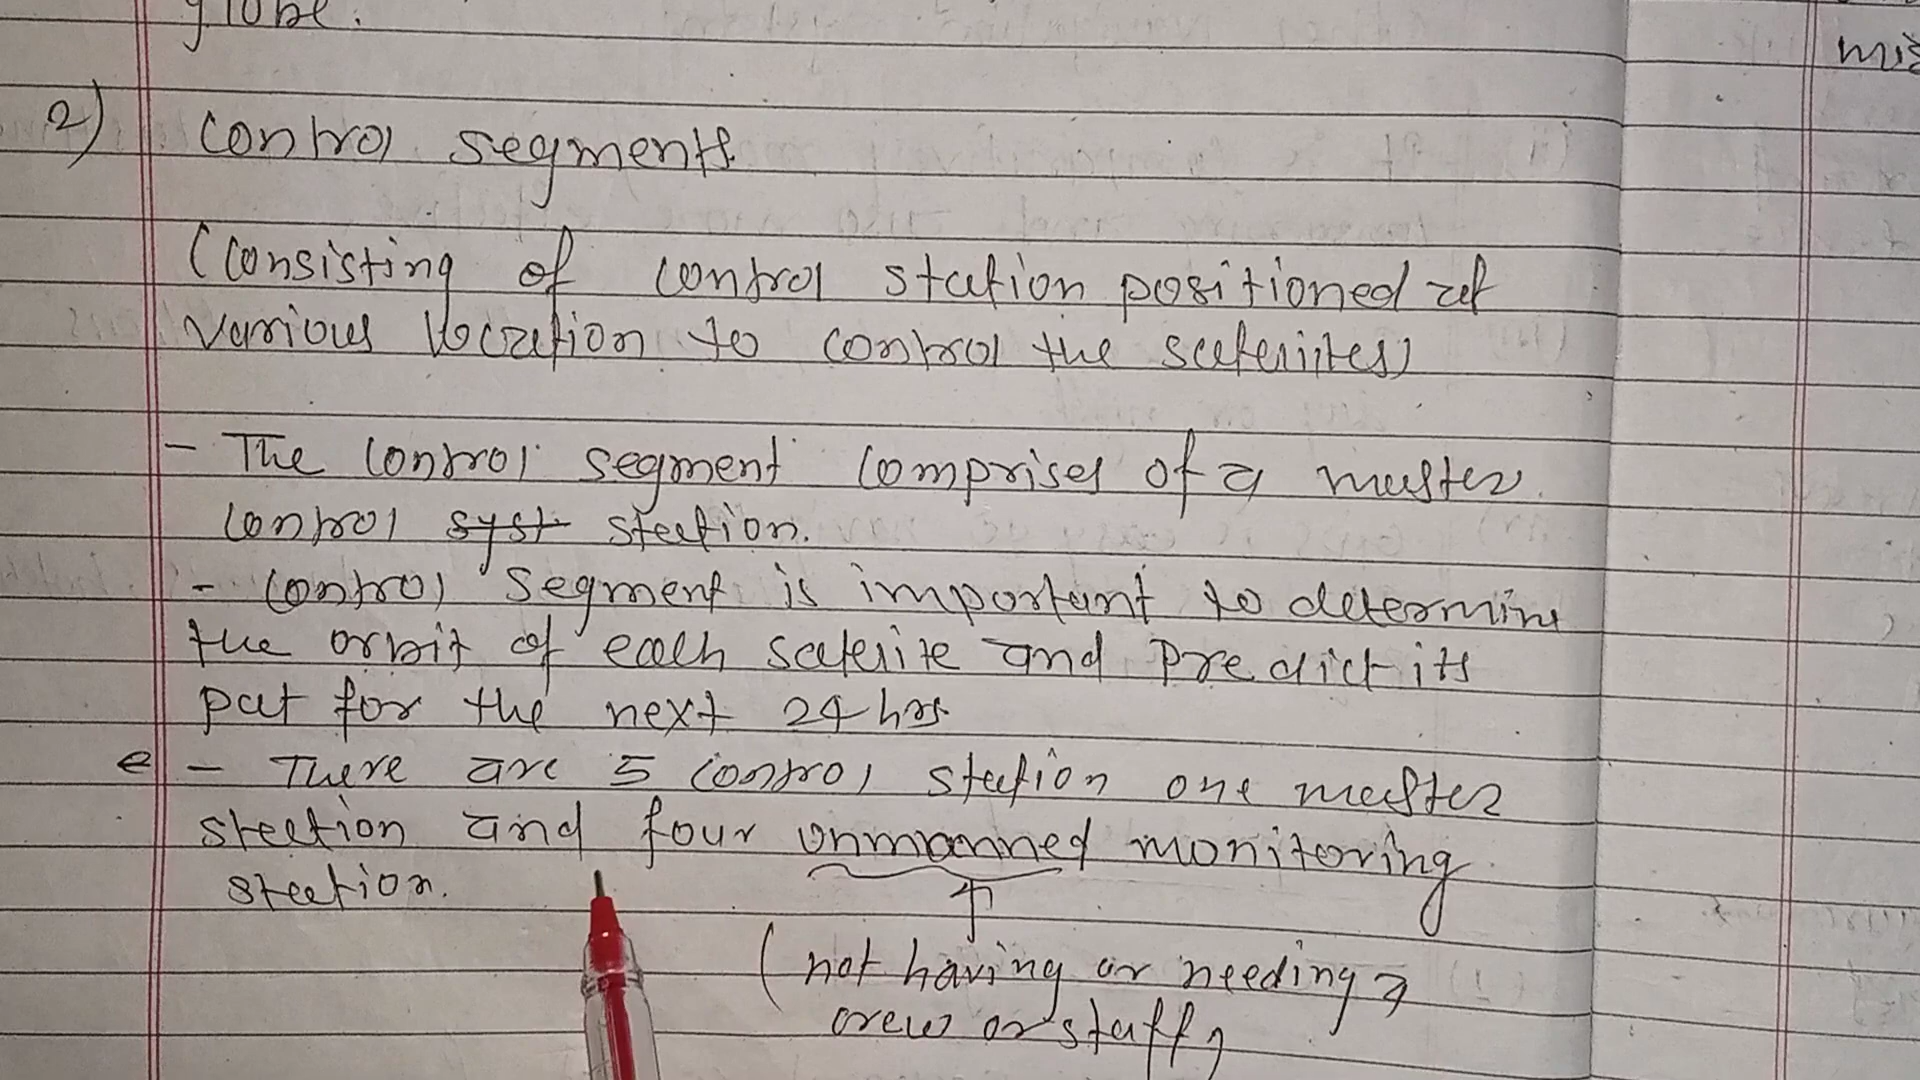 globe.
mis
2) Control segments
(Consisting of control station positioned at
various location to control the satellites)
- The control segment comprises of a master
control syst station.
- Control segment is important to determine
the orbit of each satelite and predict its
pat for the next 24 hrs.
e - There are 5 control station one master
station and four unmanned monitoring
station.
(not having or needing a
crew or staff)